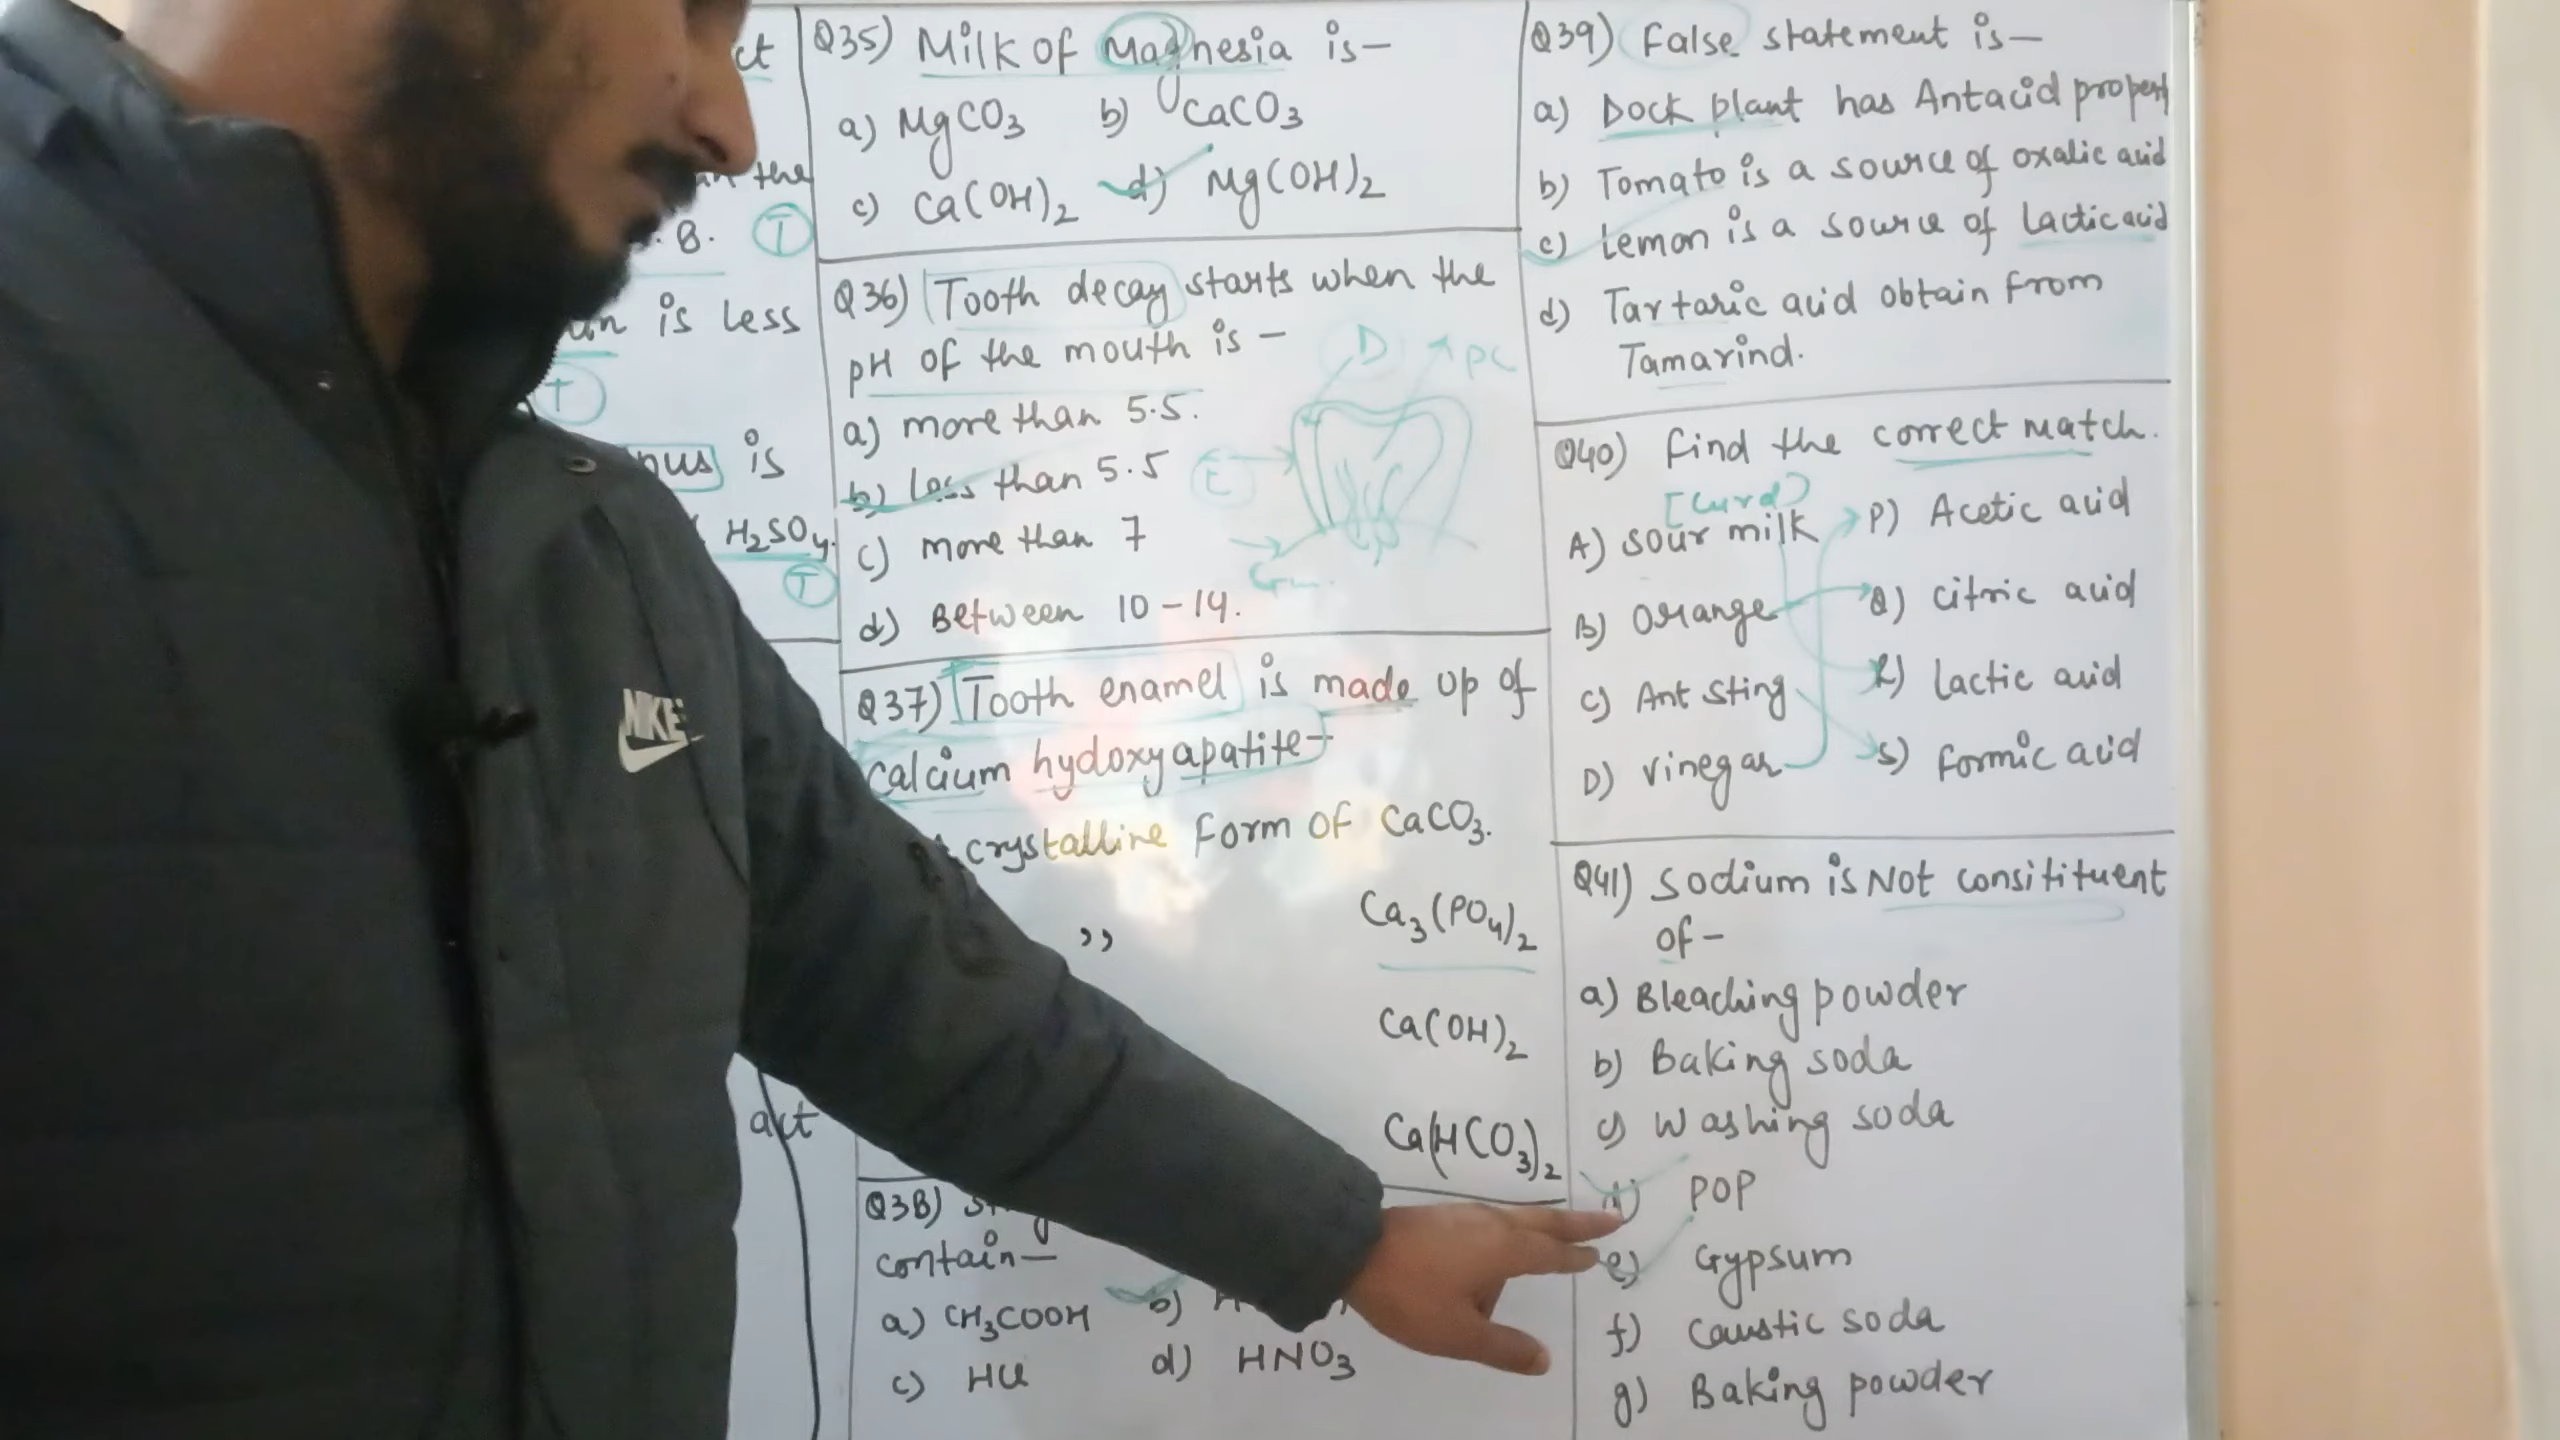 ct
the
.8. T
is less
T
pus is
H2SO4.
T
act
Q35) Milk of Magnesia is-
a) MgCO3 b) CaCO3
c) Ca(OH)2 d) Mg(OH)2
Q36) Tooth decay starts when the
pH of the mouth is -
a) more than 5.5.
b) less than 5.5
c) more than 7
d) Between 10-14.
D
PC
E
Q37) Tooth enamel is made up of
calcium hydoxyapatite-
crystalline form of CaCO3.
,, Ca3(PO4)2
Ca(OH)2
Ca(HCO3)2
Q38)
contain-
a) CH3COOH b)
c) HCl d) HNO3
Q39) False statement is-
a) Dock plant has Antacid propert
b) Tomato is a source of oxalic acid
c) Lemon is a source of Lactic acid
d) Tartaric acid obtain from
Tamarind.
Q40) find the correct match.
[Curd]
A) Sour milk P) Acetic acid
B) Orange Q) citric acid
C) Ant sting R) Lactic acid
D) vinegar S) formic acid
Q41) Sodium is Not consitituent
of-
a) Bleaching powder
b) Baking soda
c) Washing soda
d) POP
e) Gypsum
f) Caustic soda
g) Baking powder
NIKE